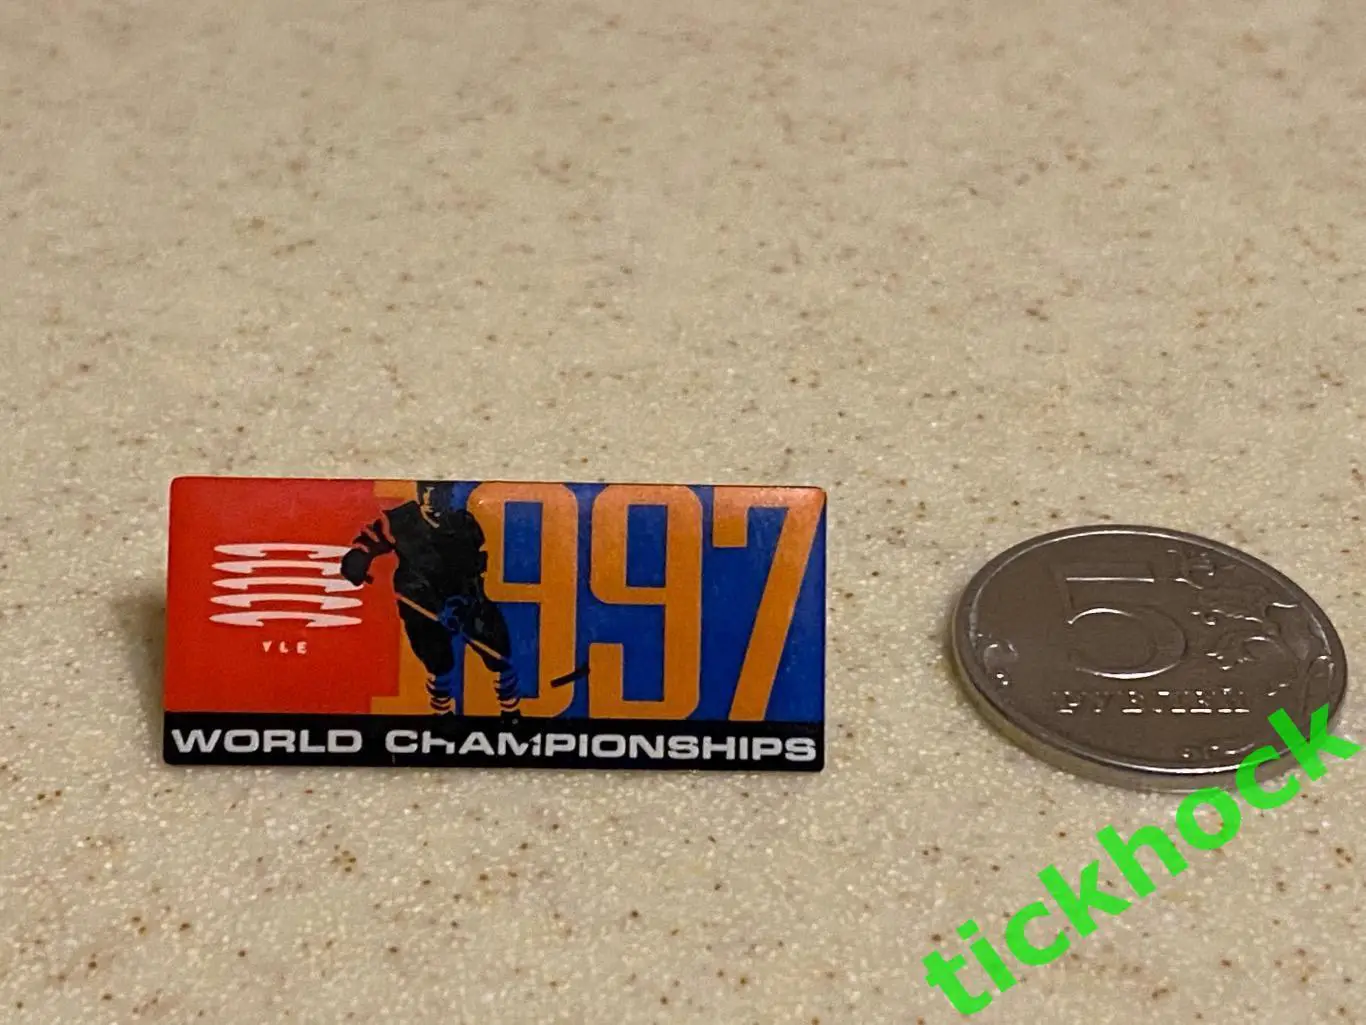 1997
YLE
WORLD CHAMPIONSHIPS
5
РУБЛЕЙ
tickhock